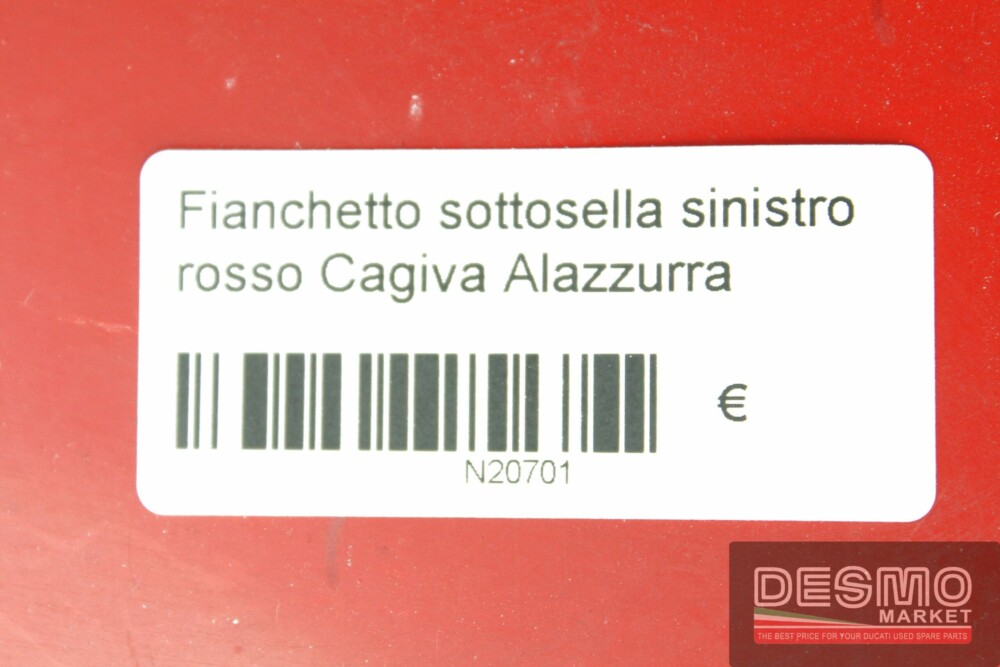 Fianchetto sottosella sinistro
rosso Cagiva Alazzurra
€
N20701
DESMO
MARKET
THE BEST PRICE FOR YOUR DUCATI USED SPARE PARTS